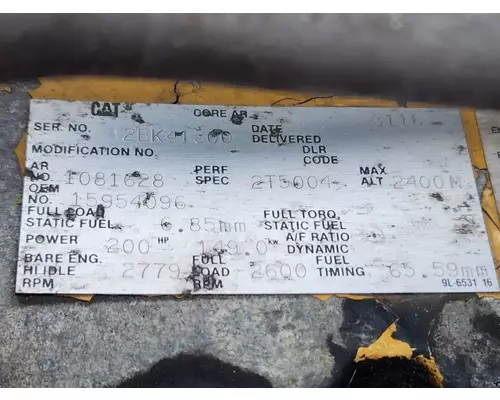 CAT CORE AR
SER. NO. DATE DELIVERED
MODIFICATION NO. DLR CODE
AR NO. 1081628 PERF SPEC 2T5004 MAX ALT 2400 M
OEM NO. 15954096
FULL LOAD STATIC FUEL 6.85mm FULL TORQ. STATIC FUEL
POWER 200 HP 149.0 kw A/F RATIO DYNAMIC
BARE ENG. HI IDLE RPM 2779 FULL LOAD RPM 2600 FUEL TIMING 65.59mm
9L-6531 16